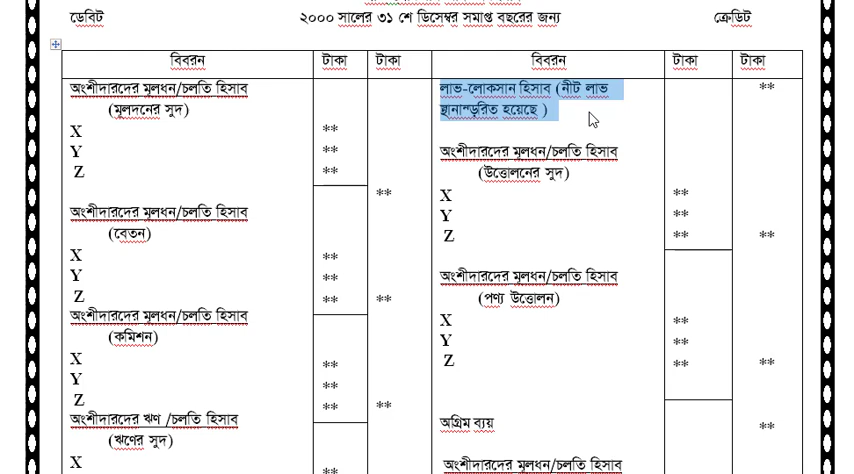 ডেবিট ২০০০ সালের ৩১ শে ডিসেম্বর সমাপ্ত বছরের জন্য ক্রেডিট
বিবরন টাকা টাকা বিবরন টাকা টাকা
অংশীদারদের মুলধন/চলতি হিসাব
(মূলদনের সুদ)
X **
Y **
Z **
**
অংশীদারদের মুলধন/চলতি হিসাব
(বেতন)
X **
Y **
Z ** **
অংশীদারদের মুলধন/চলতি হিসাব
(কমিশন)
X **
Y **
Z ** **
অংশীদারদের ঋণ /চলতি হিসাব
(ঋণের সুদ)
X **
লাভ-লোকসান হিসাব (নীট লাভ **
হয়েছে )
অংশীদারদের মুলধন/চলতি হিসাব
(উত্তোলনের সুদ)
X **
Y **
Z ** **
অংশীদারদের মুলধন/চলতি হিসাব
(পণ্য উত্তোলন)
X **
Y **
Z ** **
অগ্রিম ব্যয় **
অংশীদারদের মুলধন/চলতি হিসাব